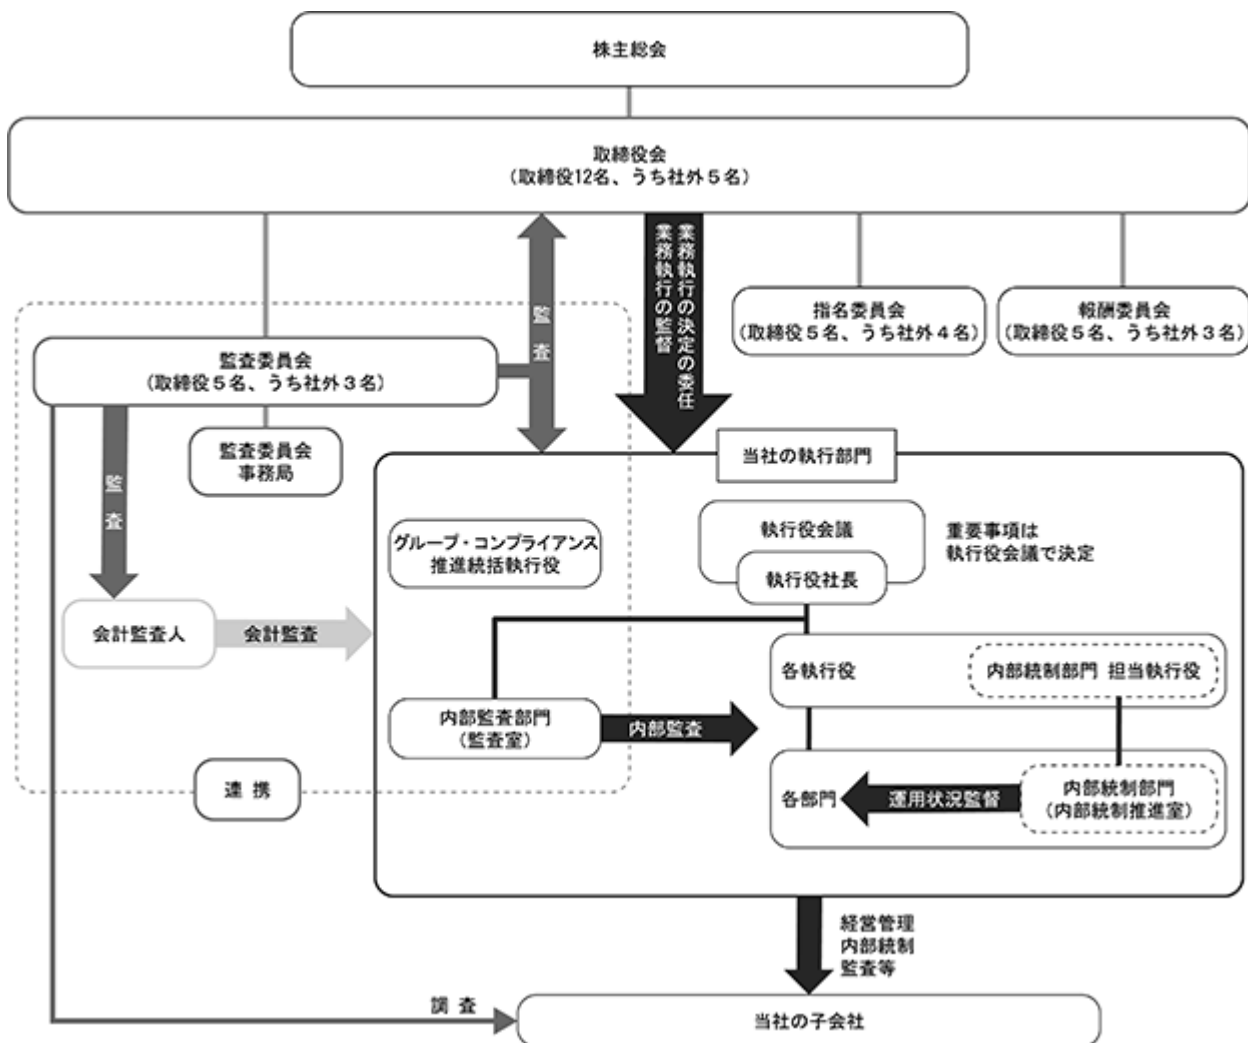 株主総会
取締役会
(取締役12名、うち社外５名)
業務執行の決定の委任
業務執行の監督
監査
指名委員会
(取締役５名、うち社外４名)
報酬委員会
(取締役５名、うち社外３名)
監査委員会
(取締役５名、うち社外３名)
監査委員会
事務局
監査
当社の執行部門
グループ・コンプライアンス
推進統括執行役
執行役会議
執行役社長
重要事項は
執行役会議で決定
会計監査人
会計監査
各執行役
内部統制部門 担当執行役
内部監査部門
(監査室)
内部監査
連 携
各部門
運用状況監督
内部統制部門
(内部統制推進室)
経営管理
内部統制
監査等
調 査
当社の子会社